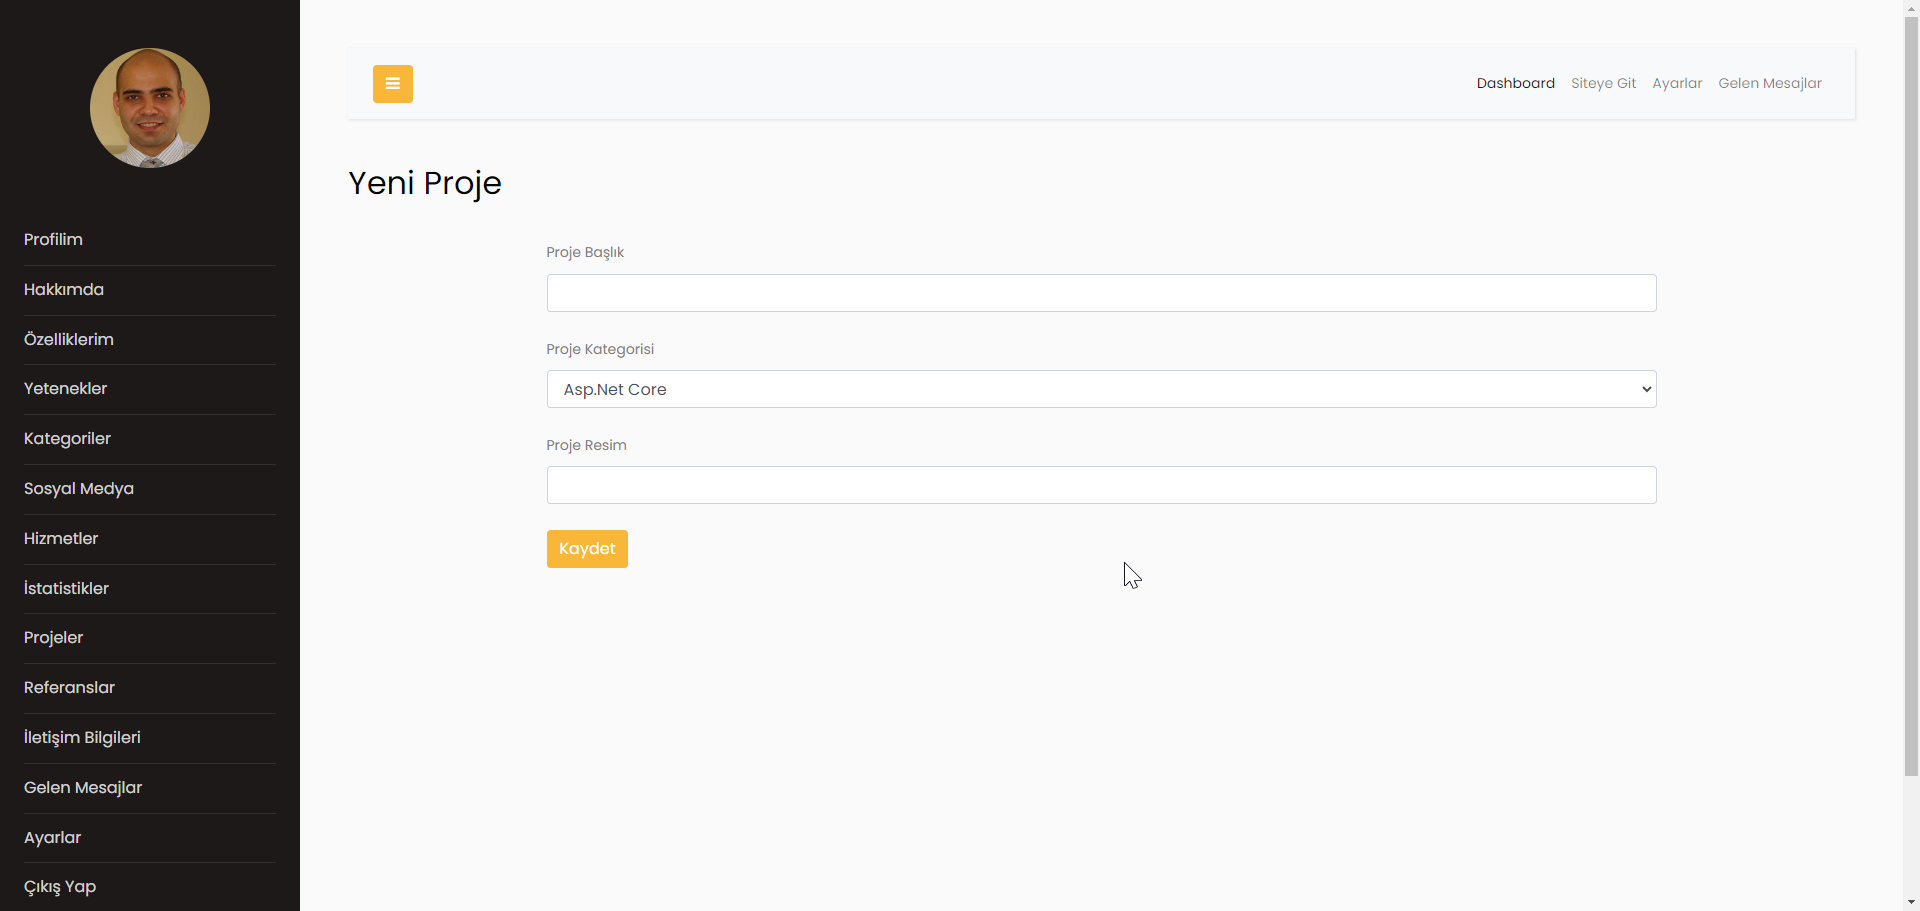 Profilim
Hakkımda
Özelliklerim
Yetenekler
Kategoriler
Sosyal Medya
Hizmetler
İstatistikler
Projeler
Referanslar
İletişim Bilgileri
Gelen Mesajlar
Ayarlar
Çıkış Yap
Dashboard Siteye Git Ayarlar Gelen Mesajlar
Yeni Proje
Proje Başlık
Proje Kategorisi
Asp.Net Core
Proje Resim
Kaydet